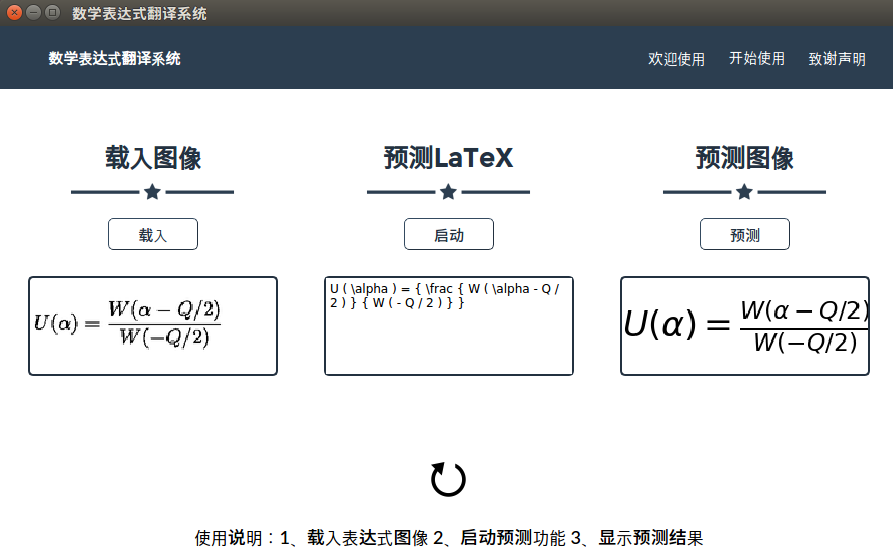 数学表达式翻译系统
数学表达式翻译系统 欢迎使用 开始使用 致谢声明
载入图像 预测LaTeX 预测图像
载入 启动 预测
U(α) = \frac{W(α − Q/2)}{W(−Q/2)}
U ( \alpha ) = { \frac { W ( \alpha - Q /
2 ) } { W ( - Q / 2 ) } }
U(α) = \frac{W(α − Q/2)}{W(−Q/2)}
使用说明：1、载入表达式图像 2、启动预测功能 3、显示预测结果